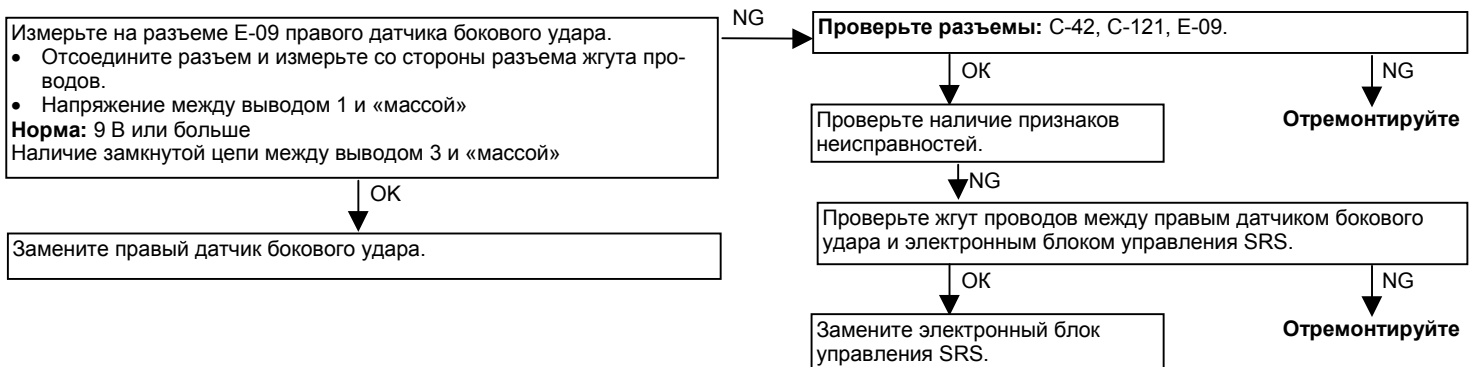 Измерьте на разъеме E-09 правого датчика бокового удара.
• Отсоедините разъем и измерьте со стороны разъема жгута про-
водов.
• Напряжение между выводом 1 и «массой»
Норма: 9 В или больше
Наличие замкнутой цепи между выводом 3 и «массой»
NG
OK
Замените правый датчик бокового удара.
Проверьте разъемы: C-42, C-121, E-09.
OK
NG
Проверьте наличие признаков
неисправностей.
Отремонтируйте
NG
Проверьте жгут проводов между правым датчиком бокового
удара и электронным блоком управления SRS.
OK
NG
Замените электронный блок
управления SRS.
Отремонтируйте